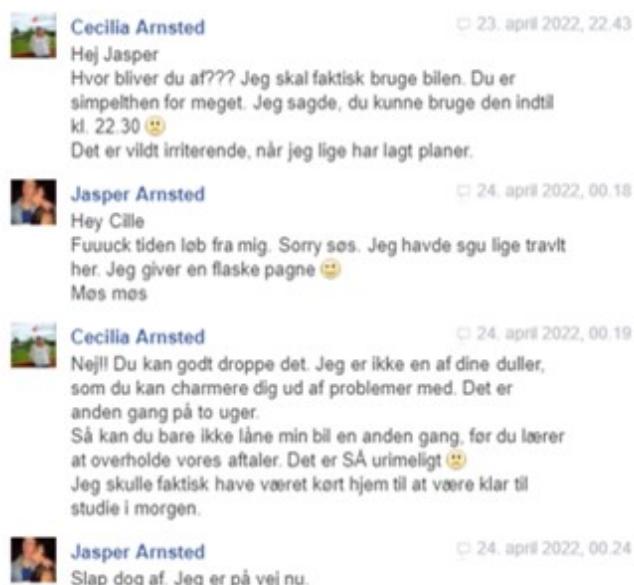 Cecilia Arnsted
23. april 2022, 22.43
Hej Jasper
Hvor bliver du af??? Jeg skal faktisk bruge bilen. Du er
simpelthen for meget. Jeg sagde, du kunne bruge den indtil
kl. 22.30
Det er vildt irriterende, når jeg lige har lagt planer.
Jasper Arnsted
24. april 2022, 00.18
Hey Cille
Fuuuck tiden løb fra mig. Sorry søs. Jeg havde sgu lige travlt
her. Jeg giver en flaske pagne
Møs møs
Cecilia Arnsted
24. april 2022, 00.19
Nej!! Du kan godt droppe det. Jeg er ikke en af dine duller,
som du kan charmere dig ud af problemer med. Det er
anden gang på to uger.
Så kan du bare ikke låne min bil en anden gang, før du lærer
at overholde vores aftaler. Det er SÅ urimeligt
Jeg skulle faktisk have været kørt hjem til at være klar til
studie i morgen.
Jasper Arnsted
24. april 2022, 00.24
Slap dog af. Jeg er på vej nu.